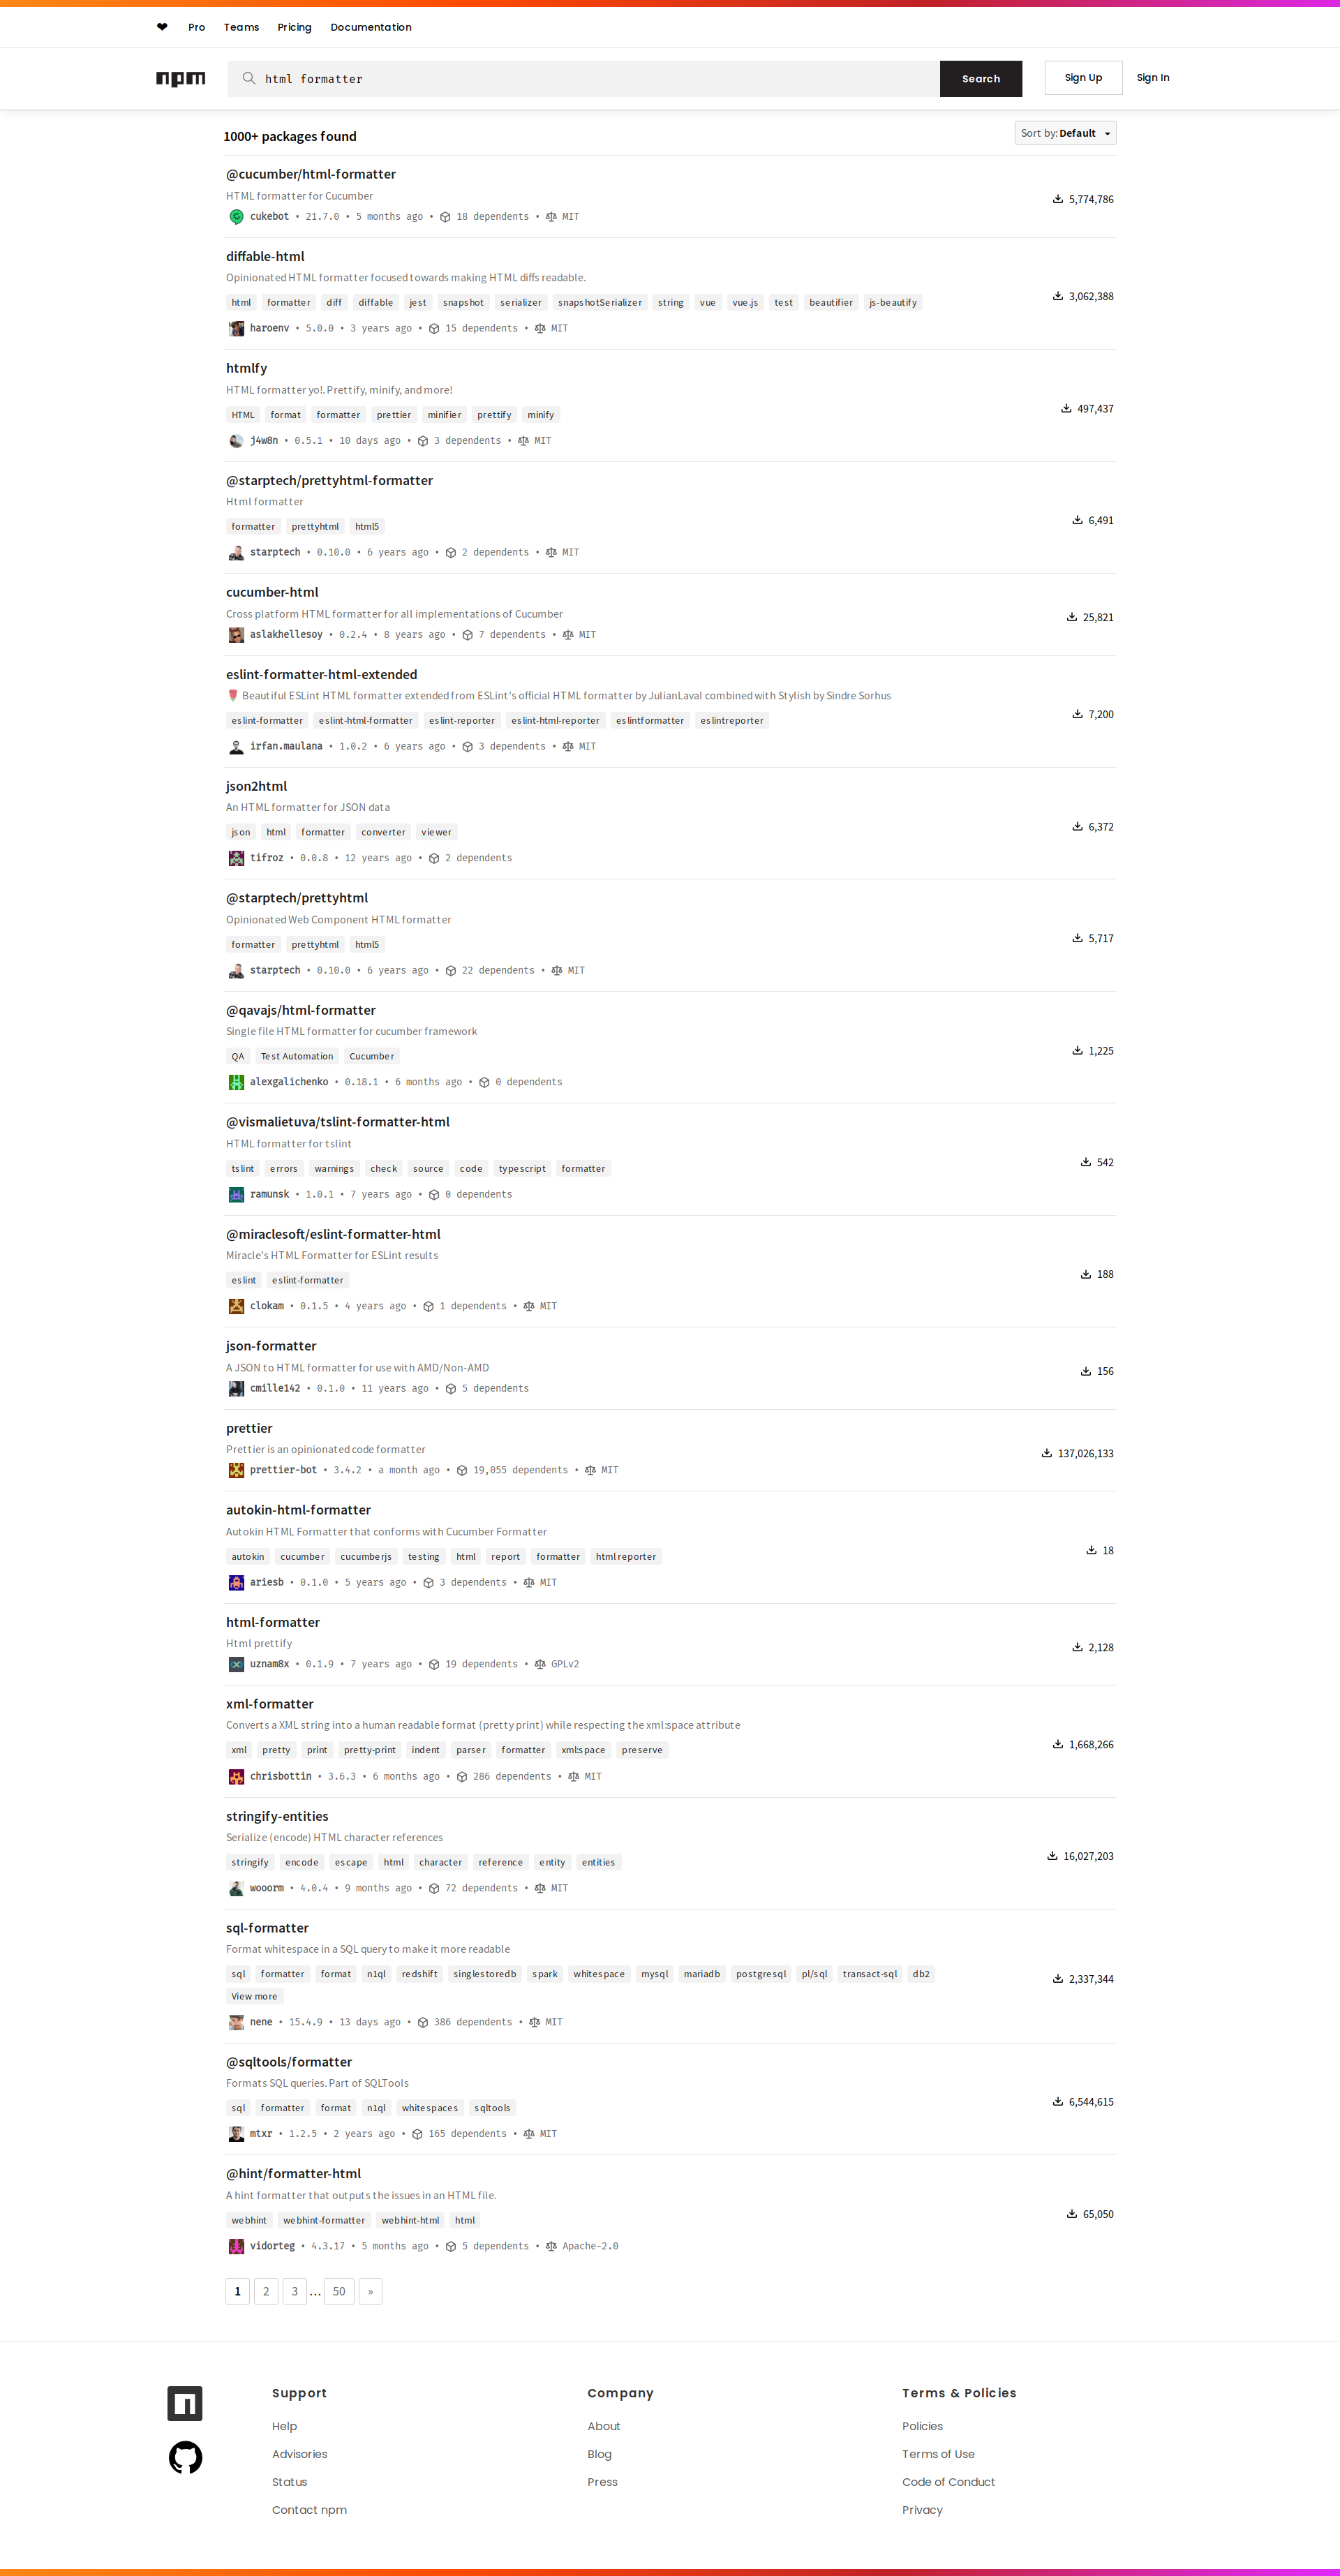 ❤ Pro Teams Pricing Documentation
npm html formatter Search Sign Up Sign In
1000+ packages found Sort by: Default
@cucumber/html-formatter
HTML formatter for Cucumber
5,774,786
cukebot • 21.7.0 • 5 months ago • 18 dependents • MIT
diffable-html
Opinionated HTML formatter focused towards making HTML diffs readable.
html formatter diff diffable jest snapshot serializer snapshotSerializer string vue vue.js test beautifier js-beautify
3,062,388
haroenv • 5.0.0 • 3 years ago • 15 dependents • MIT
htmlfy
HTML formatter yo!. Prettify, minify, and more!
HTML format formatter prettier minifier prettify minify
497,437
j4w8n • 0.5.1 • 10 days ago • 3 dependents • MIT
@starptech/prettyhtml-formatter
Html formatter
6,491
formatter prettyhtml html5
starptech • 0.10.0 • 6 years ago • 2 dependents • MIT
cucumber-html
Cross platform HTML formatter for all implementations of Cucumber
25,821
aslakhellesoy • 0.2.4 • 8 years ago • 7 dependents • MIT
eslint-formatter-html-extended
🌹 Beautiful ESLint HTML formatter extended from ESLint's official HTML formatter by JulianLaval combined with Stylish by Sindre Sorhus
7,200
eslint-formatter eslint-html-formatter eslint-reporter eslint-html-reporter eslintformatter eslintreporter
irfan.maulana • 1.0.2 • 6 years ago • 3 dependents • MIT
json2html
An HTML formatter for JSON data
6,372
json html formatter converter viewer
tifroz • 0.0.8 • 12 years ago • 2 dependents
@starptech/prettyhtml
Opinionated Web Component HTML formatter
5,717
formatter prettyhtml html5
starptech • 0.10.0 • 6 years ago • 22 dependents • MIT
@qavajs/html-formatter
Single file HTML formatter for cucumber framework
1,225
QA Test Automation Cucumber
alexgalichenko • 0.18.1 • 6 months ago • 0 dependents
@vismalietuva/tslint-formatter-html
HTML formatter for tslint
542
tslint errors warnings check source code typescript formatter
ramunsk • 1.0.1 • 7 years ago • 0 dependents
@miraclesoft/eslint-formatter-html
Miracle's HTML Formatter for ESLint results
188
eslint eslint-formatter
clokam • 0.1.5 • 4 years ago • 1 dependents • MIT
json-formatter
A JSON to HTML formatter for use with AMD/Non-AMD
156
cmille142 • 0.1.0 • 11 years ago • 5 dependents
prettier
Prettier is an opinionated code formatter
137,026,133
prettier-bot • 3.4.2 • a month ago • 19,055 dependents • MIT
autokin-html-formatter
Autokin HTML Formatter that conforms with Cucumber Formatter
18
autokin cucumber cucumberjs testing html report formatter html reporter
ariesb • 0.1.0 • 5 years ago • 3 dependents • MIT
html-formatter
Html prettify
2,128
uznam8x • 0.1.9 • 7 years ago • 19 dependents • GPLv2
xml-formatter
Converts a XML string into a human readable format (pretty print) while respecting the xml:space attribute
1,668,266
xml pretty print pretty-print indent parser formatter xml:space preserve
chrisbottin • 3.6.3 • 6 months ago • 286 dependents • MIT
stringify-entities
Serialize (encode) HTML character references
16,027,203
stringify encode escape html character reference entity entities
wooorm • 4.0.4 • 9 months ago • 72 dependents • MIT
sql-formatter
Format whitespace in a SQL query to make it more readable
sql formatter format n1ql redshift singlestoredb spark whitespace mysql mariadb postgresql pl/sql transact-sql db2
2,337,344
View more
nene • 15.4.9 • 13 days ago • 386 dependents • MIT
@sqltools/formatter
Formats SQL queries. Part of SQLTools
6,544,615
sql formatter format n1ql whitespaces sqltools
mtxr • 1.2.5 • 2 years ago • 165 dependents • MIT
@hint/formatter-html
A hint formatter that outputs the issues in an HTML file.
65,050
webhint webhint-formatter webhint-html html
vidorteg • 4.3.17 • 5 months ago • 5 dependents • Apache-2.0
1 2 3 … 50 »
Support
Help
Advisories
Status
Contact npm
Company
About
Blog
Press
Terms & Policies
Policies
Terms of Use
Code of Conduct
Privacy